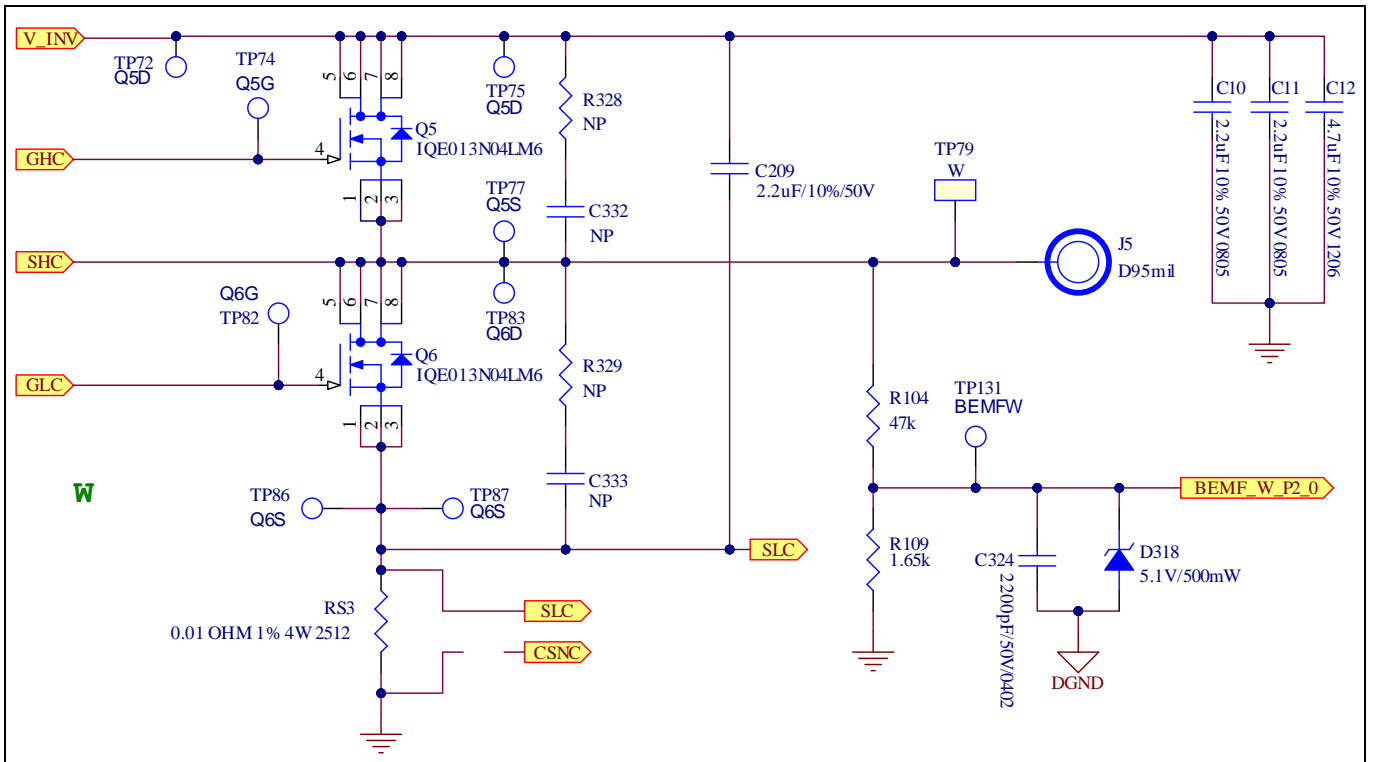 V_INV
TP72
Q5D
TP74
Q5G
5
6
7
8
TP75
Q5D
R328
NP
C10
2.2uF 10% 50V 0805
C11
2.2uF 10% 50V 0805
C12
4.7uF 10% 50V 1206
Q5
IQE013N04LM6
GHC
4
1
2
3
TP77
Q5S
C332
NP
C209
2.2uF/10%/50V
TP79
W
J5
D95mil
SHC
Q6G
TP82
5
6
7
8
TP83
Q6D
Q6
IQE013N04LM6
GLC
4
1
2
3
R329
NP
R104
47k
TP131
BEMFW
W
TP86
Q6S
TP87
Q6S
C333
NP
BEMF_W_P2_0
SLC
R109
1.65k
C324
2200pF/50V/0402
D318
5.1V/500mW
RS3
0.01 OHM 1% 4W 2512
SLC
CSNC
DGND